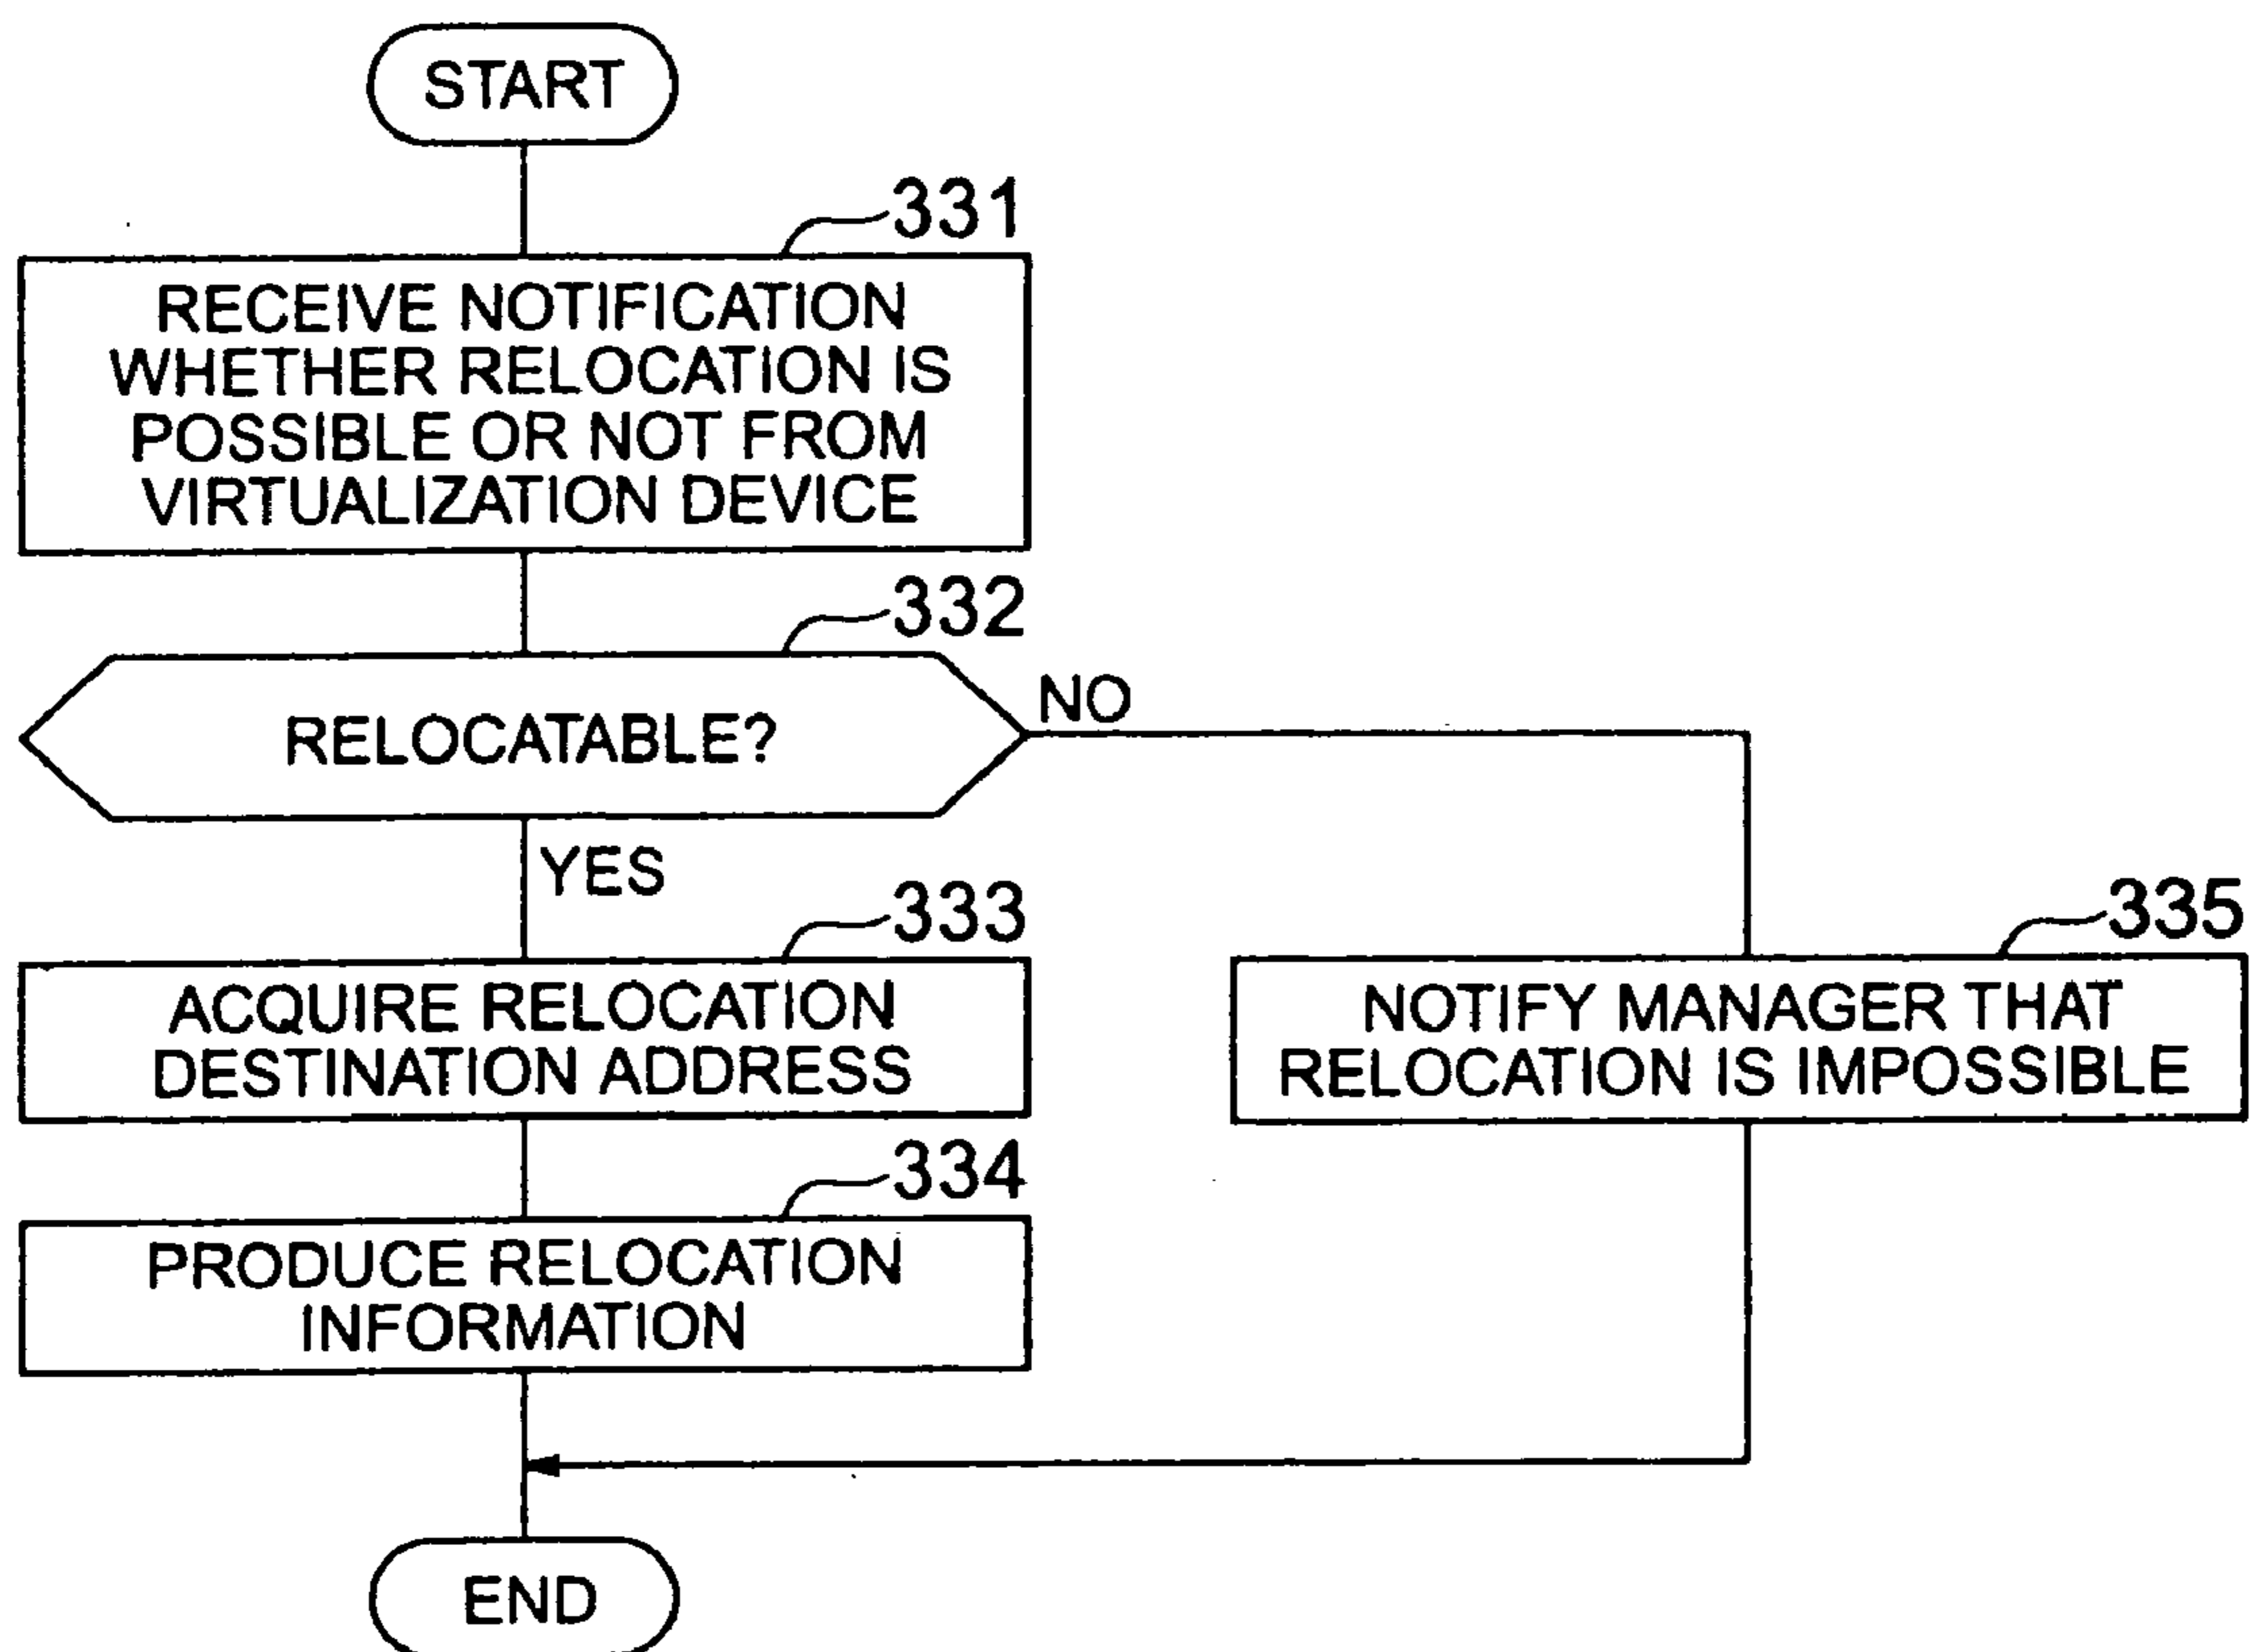 START
331
RECEIVE NOTIFICATION
WHETHER RELOCATION IS
POSSIBLE OR NOT FROM
VIRTUALIZATION DEVICE
332
RELOCATABLE?
NO
YES
333
ACQUIRE RELOCATION
DESTINATION ADDRESS
335
NOTIFY MANAGER THAT
RELOCATION IS IMPOSSIBLE
334
PRODUCE RELOCATION
INFORMATION
END